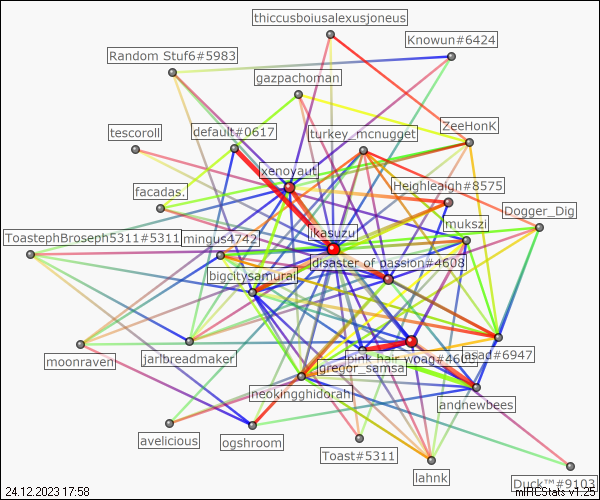 thiccusboiusalexusjoneus
Knowun#6424
Random Stuf6#5983
gazpachoman
ZeeHonK
tescoroll
default#0617
turkey_mcnugget
xenoyaut
Heighleaigh#8575
facadas.
Dogger_Dig
mukszi
ikasuzu
ToastephBroseph5311#5311
mingus4742
disaster of passion#4608
bigcitysamurai
moonraven
jarlbreadmaker
pink hair woag#4608
asad#6947
gregor_samsa
neokingghidorah
andnewbees
avelicious
ogshroom
Toast#5311
lahnk
Duck™#9103
24.12.2023 17:58
mIRCStats v1.25